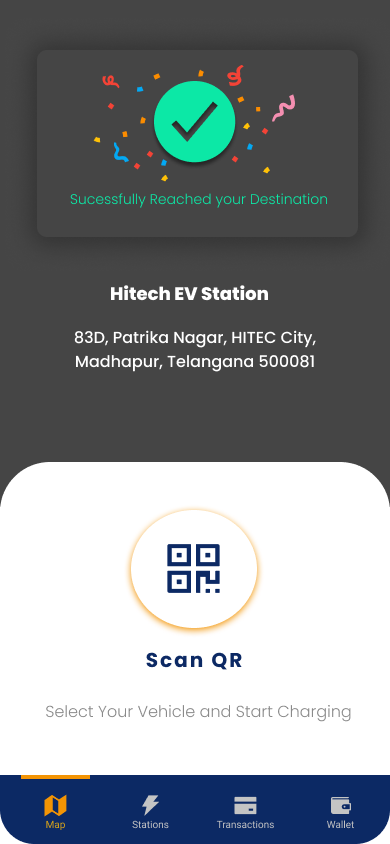 Sucessfully Reached your Destination
Hitech EV Station
83D, Patrika Nagar, HITEC City,
Madhapur, Telangana 500081
Scan QR
Select Your Vehicle and Start Charging
Map
Stations
Transactions
Wallet